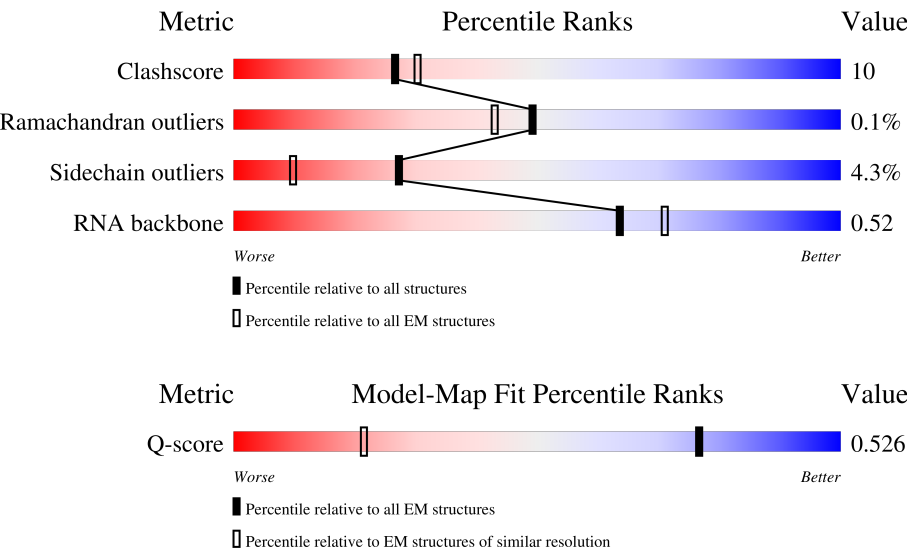 Metric Percentile Ranks Value
Clashscore 10
Ramachandran outliers 0.1%
Sidechain outliers 4.3%
RNA backbone 0.52
Worse Better
Percentile relative to all structures
Percentile relative to all EM structures
Metric Model-Map Fit Percentile Ranks Value
Q-score 0.526
Worse Better
Percentile relative to all EM structures
Percentile relative to EM structures of similar resolution